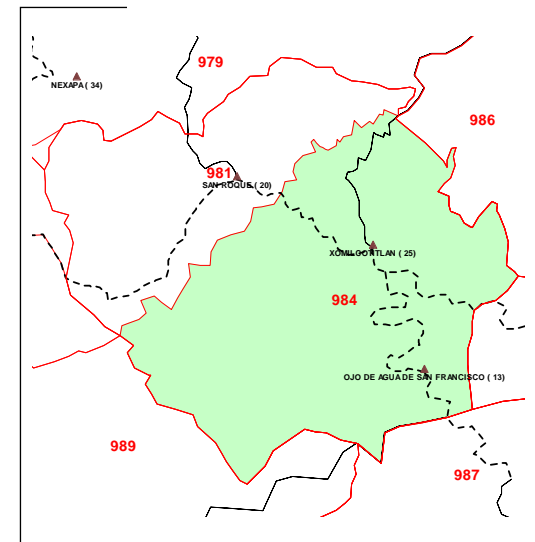 979
NEXAPA ( 34)
986
981
SAN ROQUE ( 20)
XOMILCOTITLAN ( 25)
984
OJO DE AGUA DE SAN FRANCISCO ( 13)
989
987